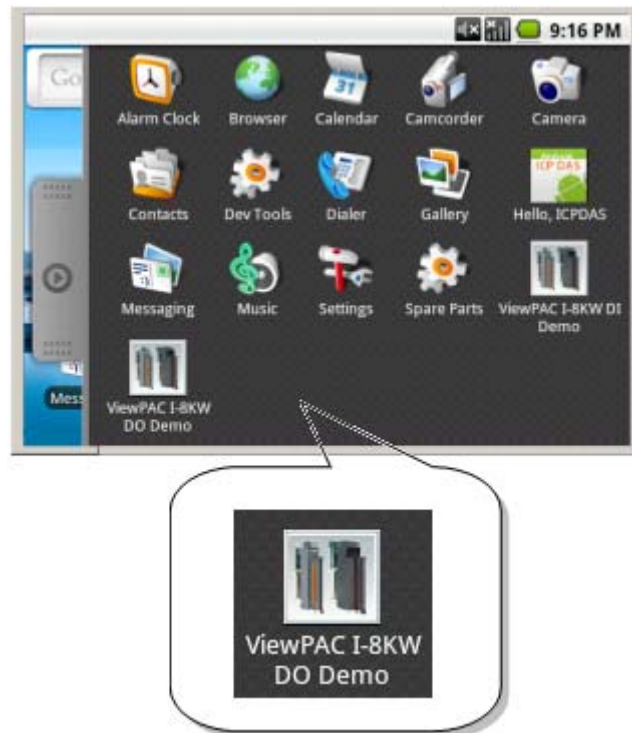 9:16 PM
Go
31
Alarm Clock
Browser
Calendar
Camcorder
Camera
ICP DAS
Contacts
Dev Tools
Dialer
Gallery
Hello, ICPDAS
Messaging
Music
Settings
Spare Parts
ViewPAC I-8KW DI
Demo
Mess
ViewPAC I-8KW
DO Demo
ViewPAC I-8KW
DO Demo